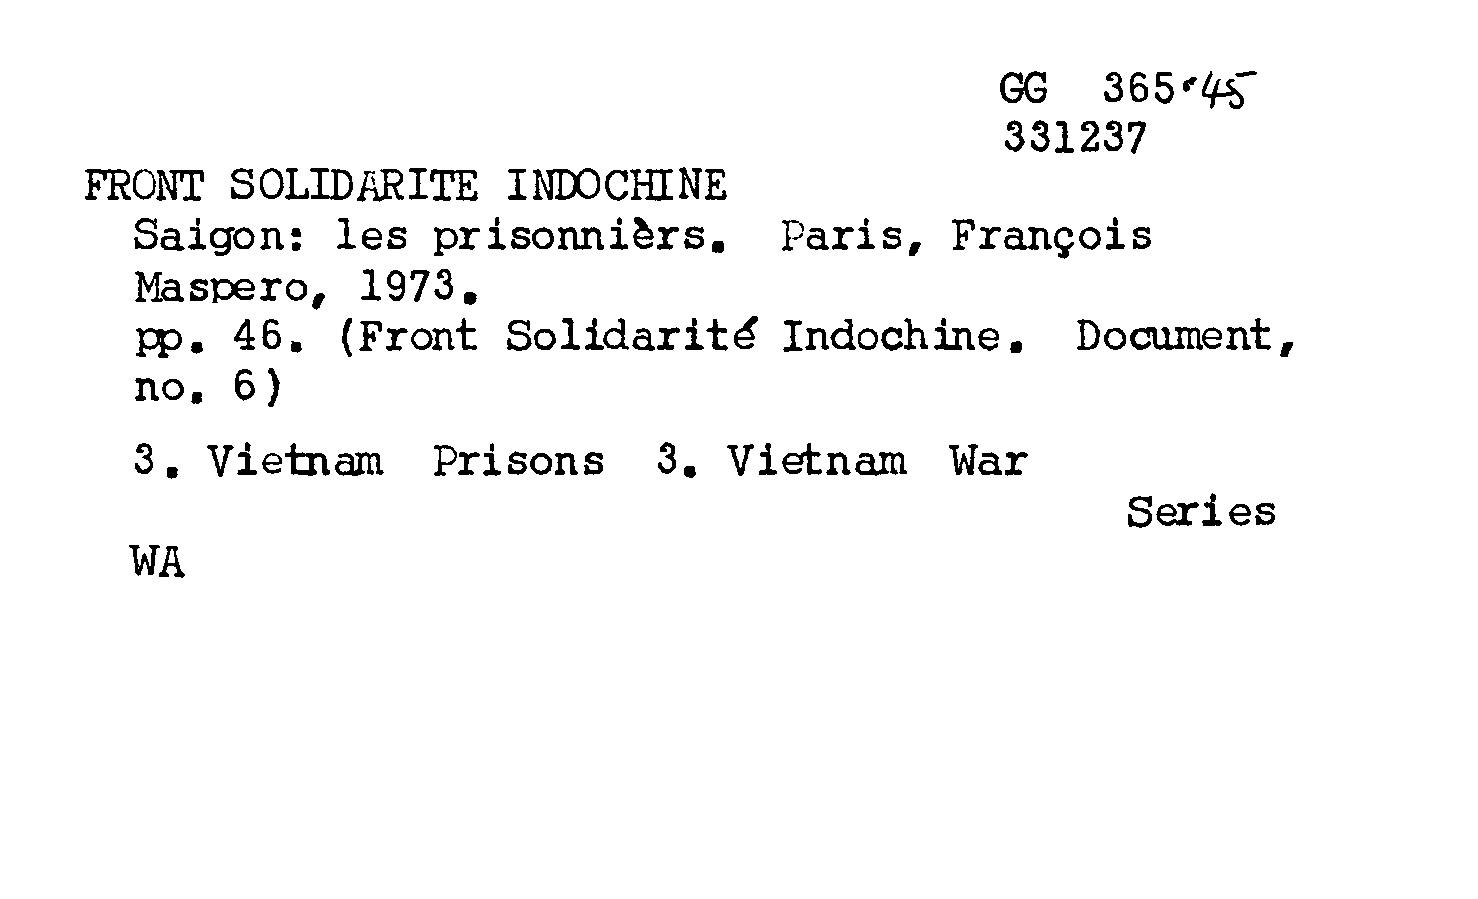 GG 365.45
331237
FRONT SOLIDARITE INDOCHINE
Saigon: les prisonnièrs. Paris, François
Maspero, 1973.
pp. 46. (Front Solidarité Indochine. Document,
no. 6)
3. Vietnam Prisons 3. Vietnam War
Series
WA